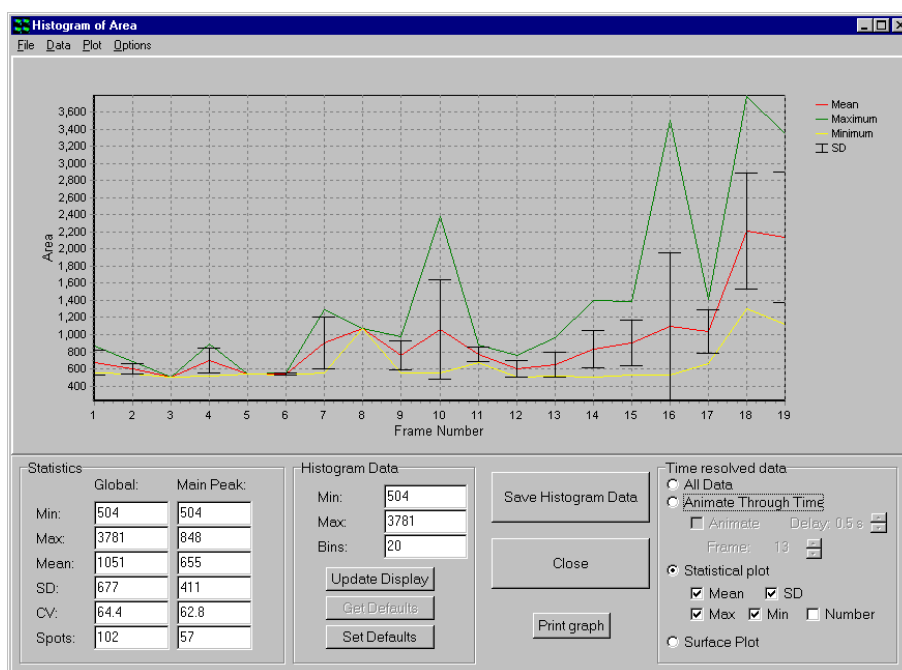 Histogram of Area
File Data Plot Options
3,600
3,400
3,200
3,000
2,800
2,600
2,400
2,200
2,000
1,800
1,600
1,400
1,200
1,000
800
600
400
Area
1 2 3 4 5 6 7 8 9 10 11 12 13 14 15 16 17 18 19
Frame Number
Mean
Maximum
Minimum
SD
Statistics
Global: Main Peak:
Min: 504 504
Max: 3781 848
Mean: 1051 655
SD: 677 411
CV: 64.4 62.8
Spots: 102 57
Histogram Data
Min: 504
Max: 3781
Bins: 20
Update Display
Get Defaults
Set Defaults
Save Histogram Data
Close
Print graph
Time resolved data
All Data
Animate Through Time
Animate Delay: 0.5 s
Frame: 13
Statistical plot
Mean SD
Max Min Number
Surface Plot